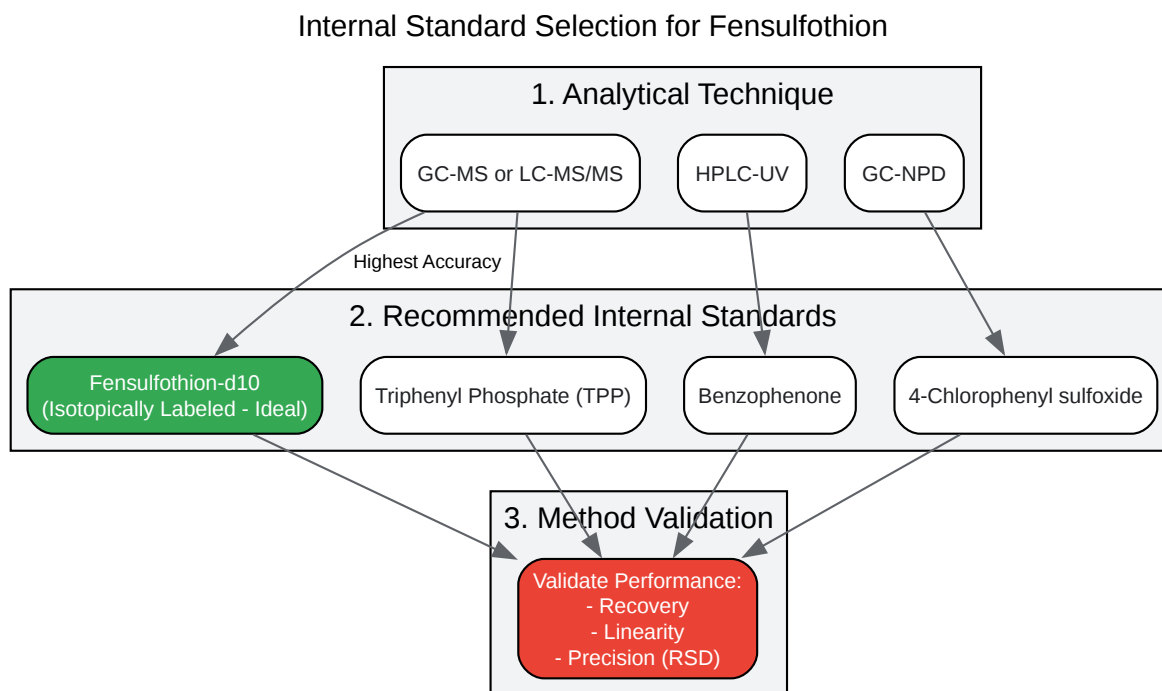 Internal Standard Selection for Fensulfothion
1. Analytical Technique
GC-MS or LC-MS/MS
HPLC-UV
GC-NPD
Highest Accuracy
2. Recommended Internal Standards
Fensulfothion-d10
(Isotopically Labeled - Ideal)
Triphenyl Phosphate (TPP)
Benzophenone
4-Chlorophenyl sulfoxide
3. Method Validation
Validate Performance:
- Recovery
- Linearity
- Precision (RSD)